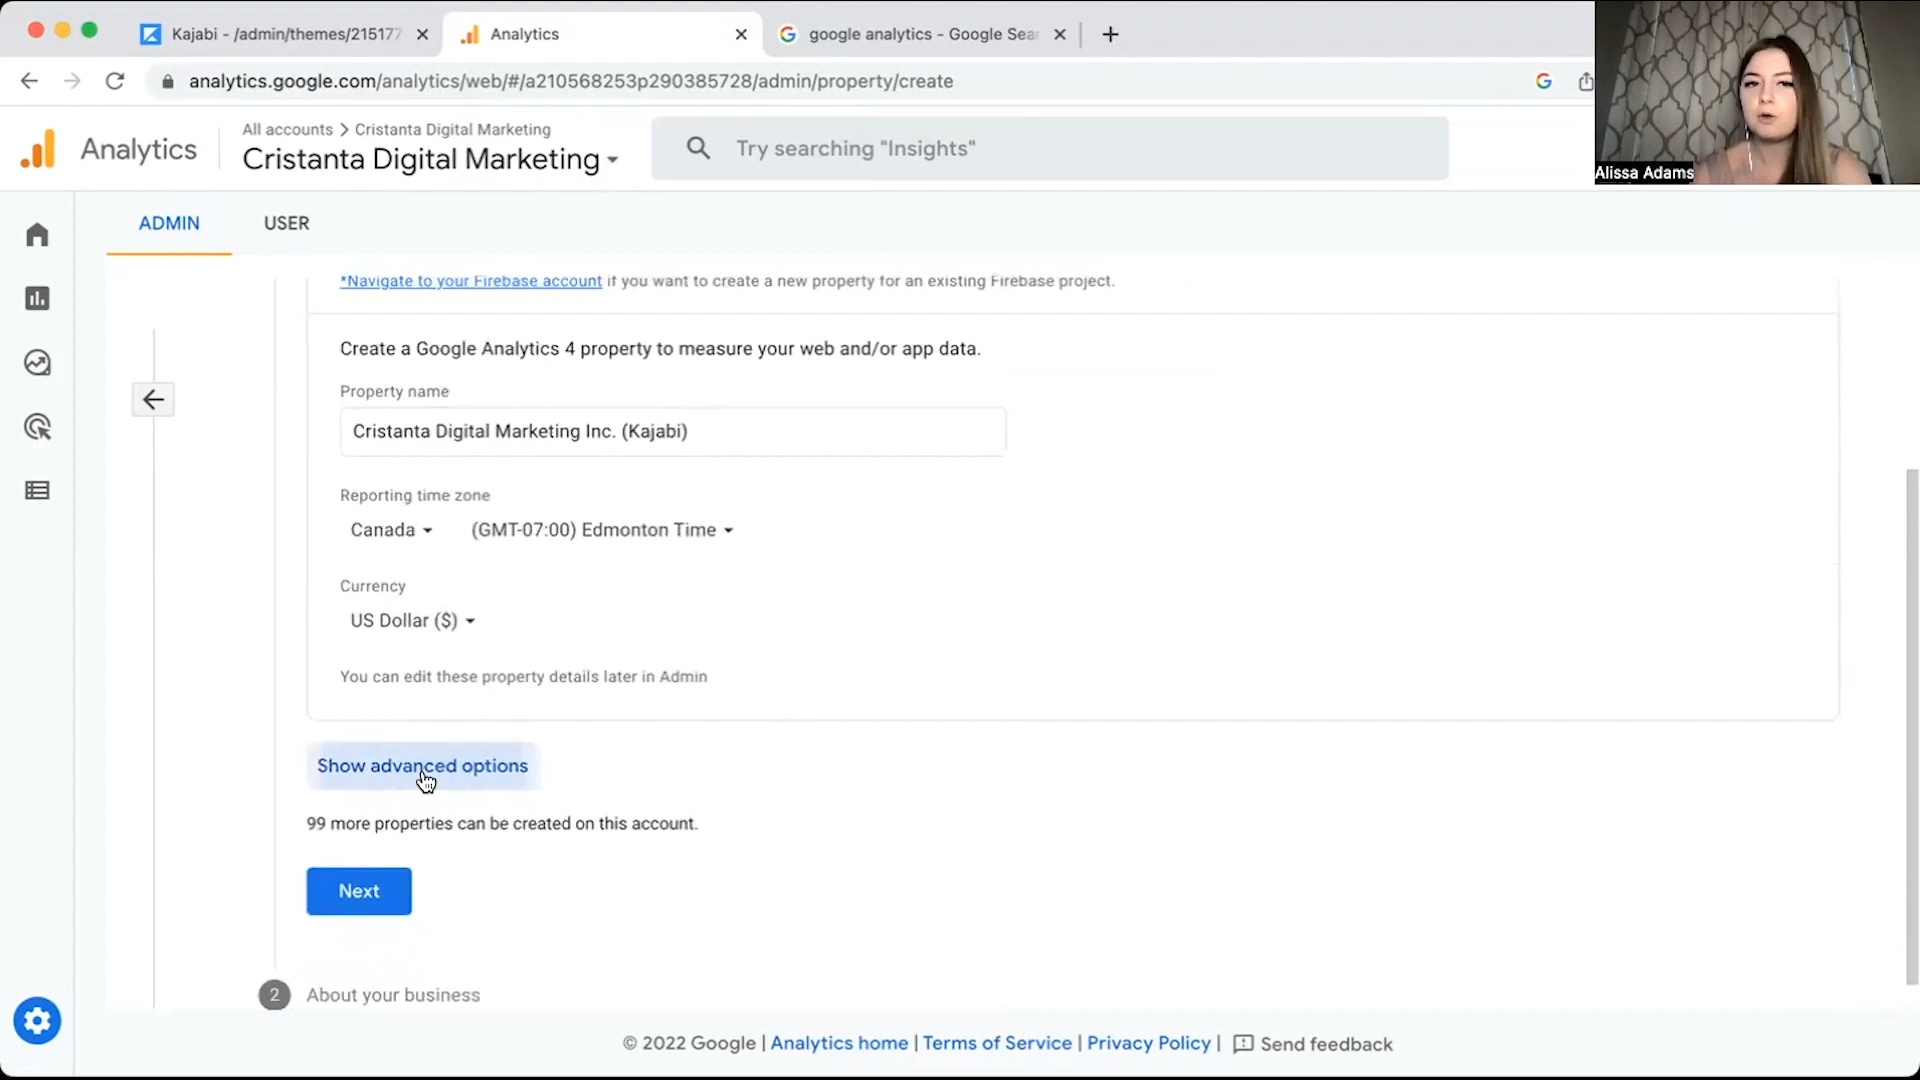 Kajabi - /admin/themes/215177
Analytics
google analytics - Google Sear
analytics.google.com/analytics/web/#/a210568253p290385728/admin/property/create
Analytics
All accounts > Cristanta Digital Marketing
Cristanta Digital Marketing
Try searching "Insights"
Alissa Adams
ADMIN
USER
*Navigate to your Firebase account if you want to create a new property for an existing Firebase project.
Create a Google Analytics 4 property to measure your web and/or app data.
Property name
Cristanta Digital Marketing Inc. (Kajabi)
Reporting time zone
Canada
(GMT-07:00) Edmonton Time
Currency
US Dollar ($)
You can edit these property details later in Admin
Show advanced options
99 more properties can be created on this account.
Next
2 About your business
© 2022 Google | Analytics home | Terms of Service | Privacy Policy | Send feedback